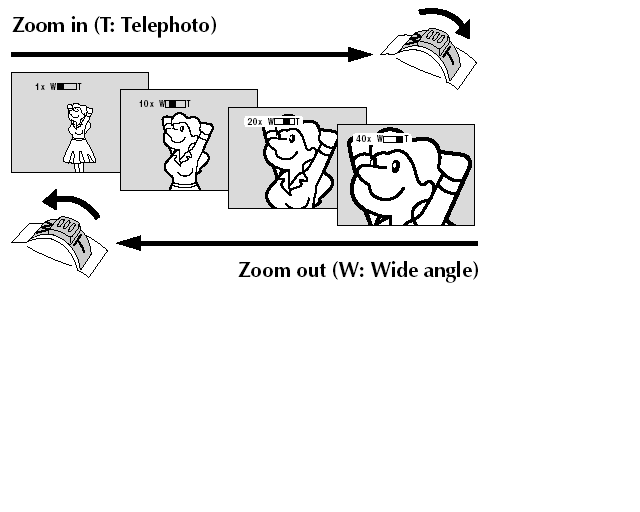 Zoom in (T: Telephoto)
W T
1x W T
10x W T
20x W T
40x W T
W T
Zoom out (W: Wide angle)